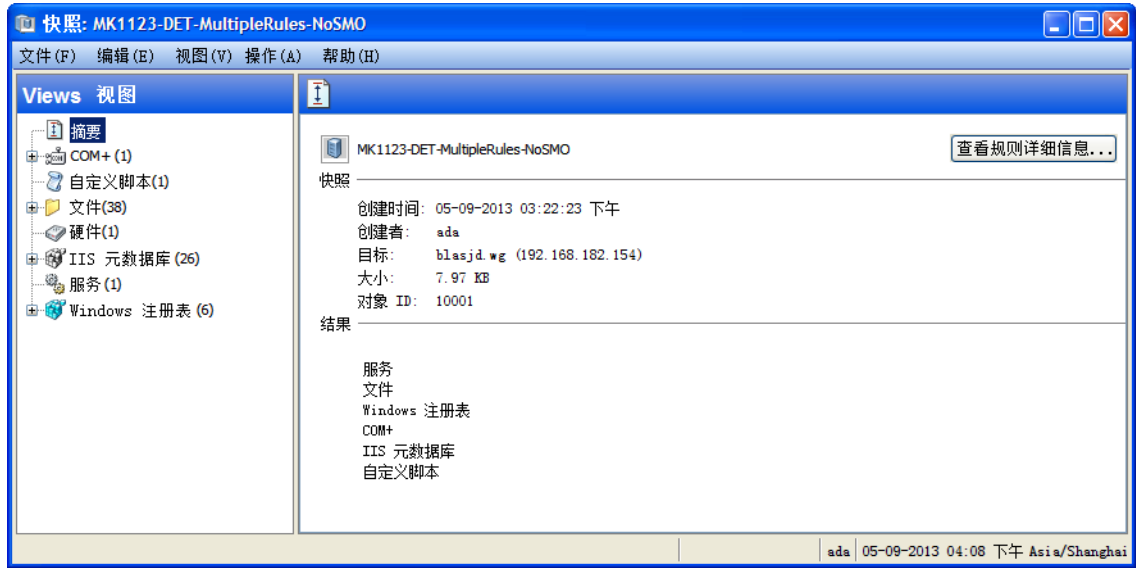 快照: MK1123-DET-MultipleRules-NoSMO
文件(F) 编辑(E) 视图(V) 操作(A) 帮助(H)
Views 视图
摘要
COM+ (1)
自定义脚本(1)
文件(38)
硬件(1)
IIS 元数据库 (26)
服务 (1)
Windows 注册表 (6)
MK1123-DET-MultipleRules-NoSMO
查看规则详细信息...
快照
创建时间: 05-09-2013 03:22:23 下午
创建者: ada
目标: blasjd.wg (192.168.182.154)
大小: 7.97 KB
对象 ID: 10001
结果
服务
文件
Windows 注册表
COM+
IIS 元数据库
自定义脚本
ada 05-09-2013 04:08 下午 Asia/Shanghai